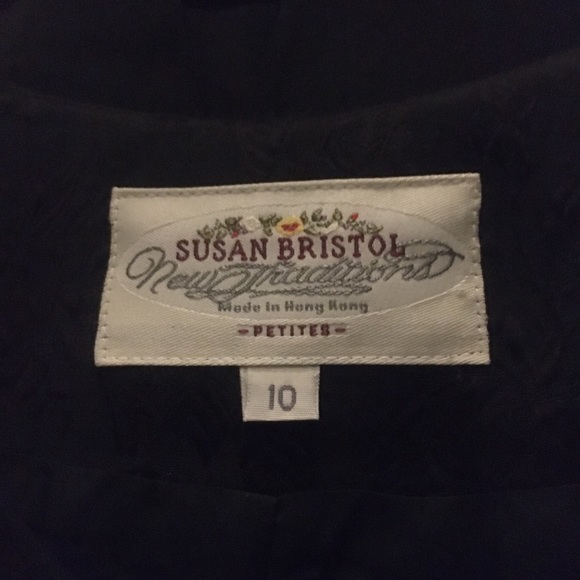 SUSAN BRISTOL
New Traditions
Made in Hong Kong
-PETITES-
10